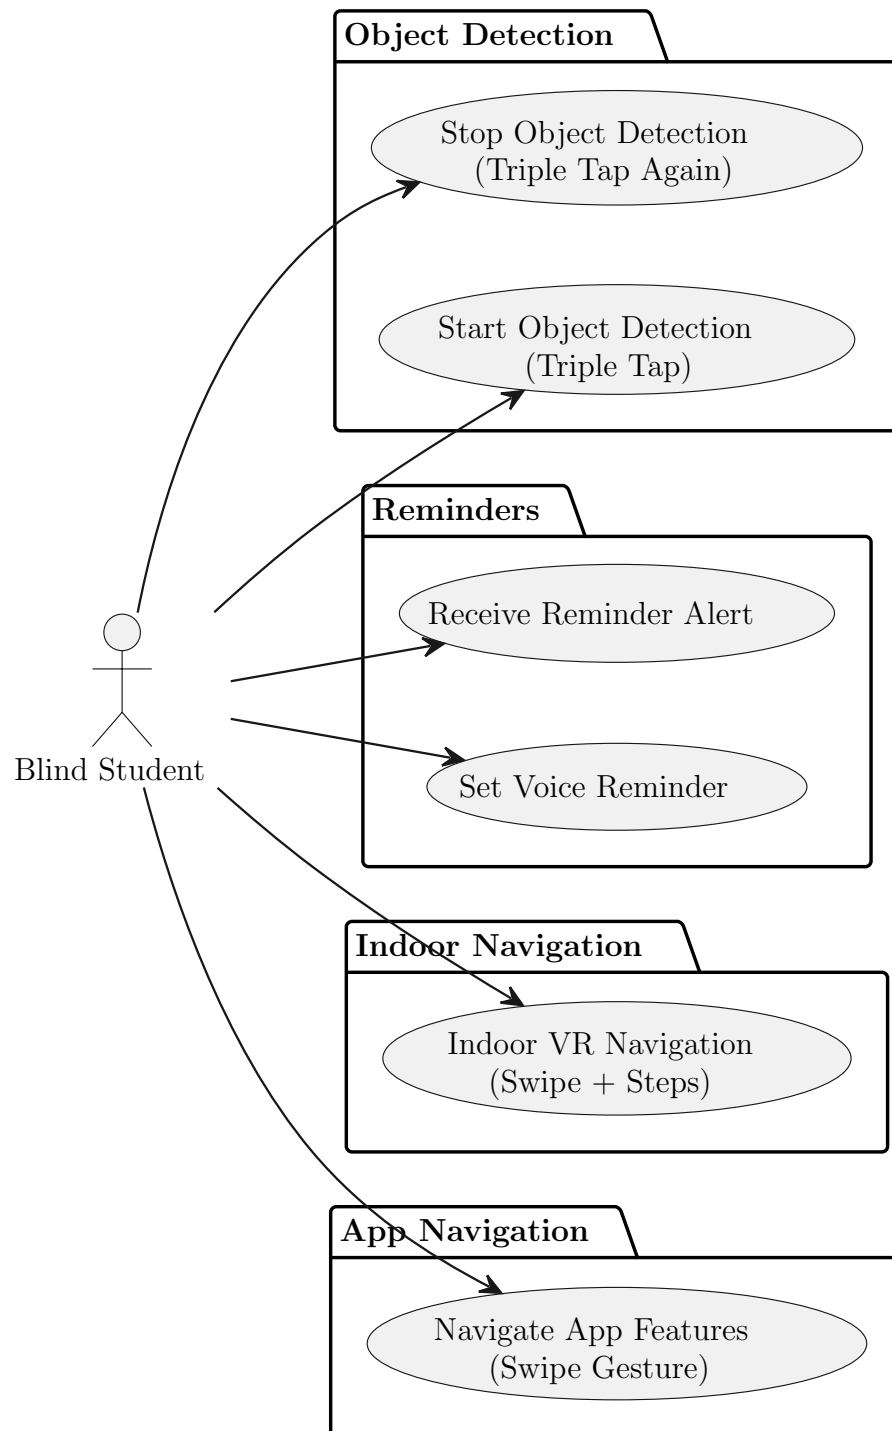 Object Detection
Stop Object Detection
(Triple Tap Again)
Start Object Detection
(Triple Tap)
Reminders
Receive Reminder Alert
Set Voice Reminder
Blind Student
Indoor Navigation
Indoor VR Navigation
(Swipe + Steps)
App Navigation
Navigate App Features
(Swipe Gesture)